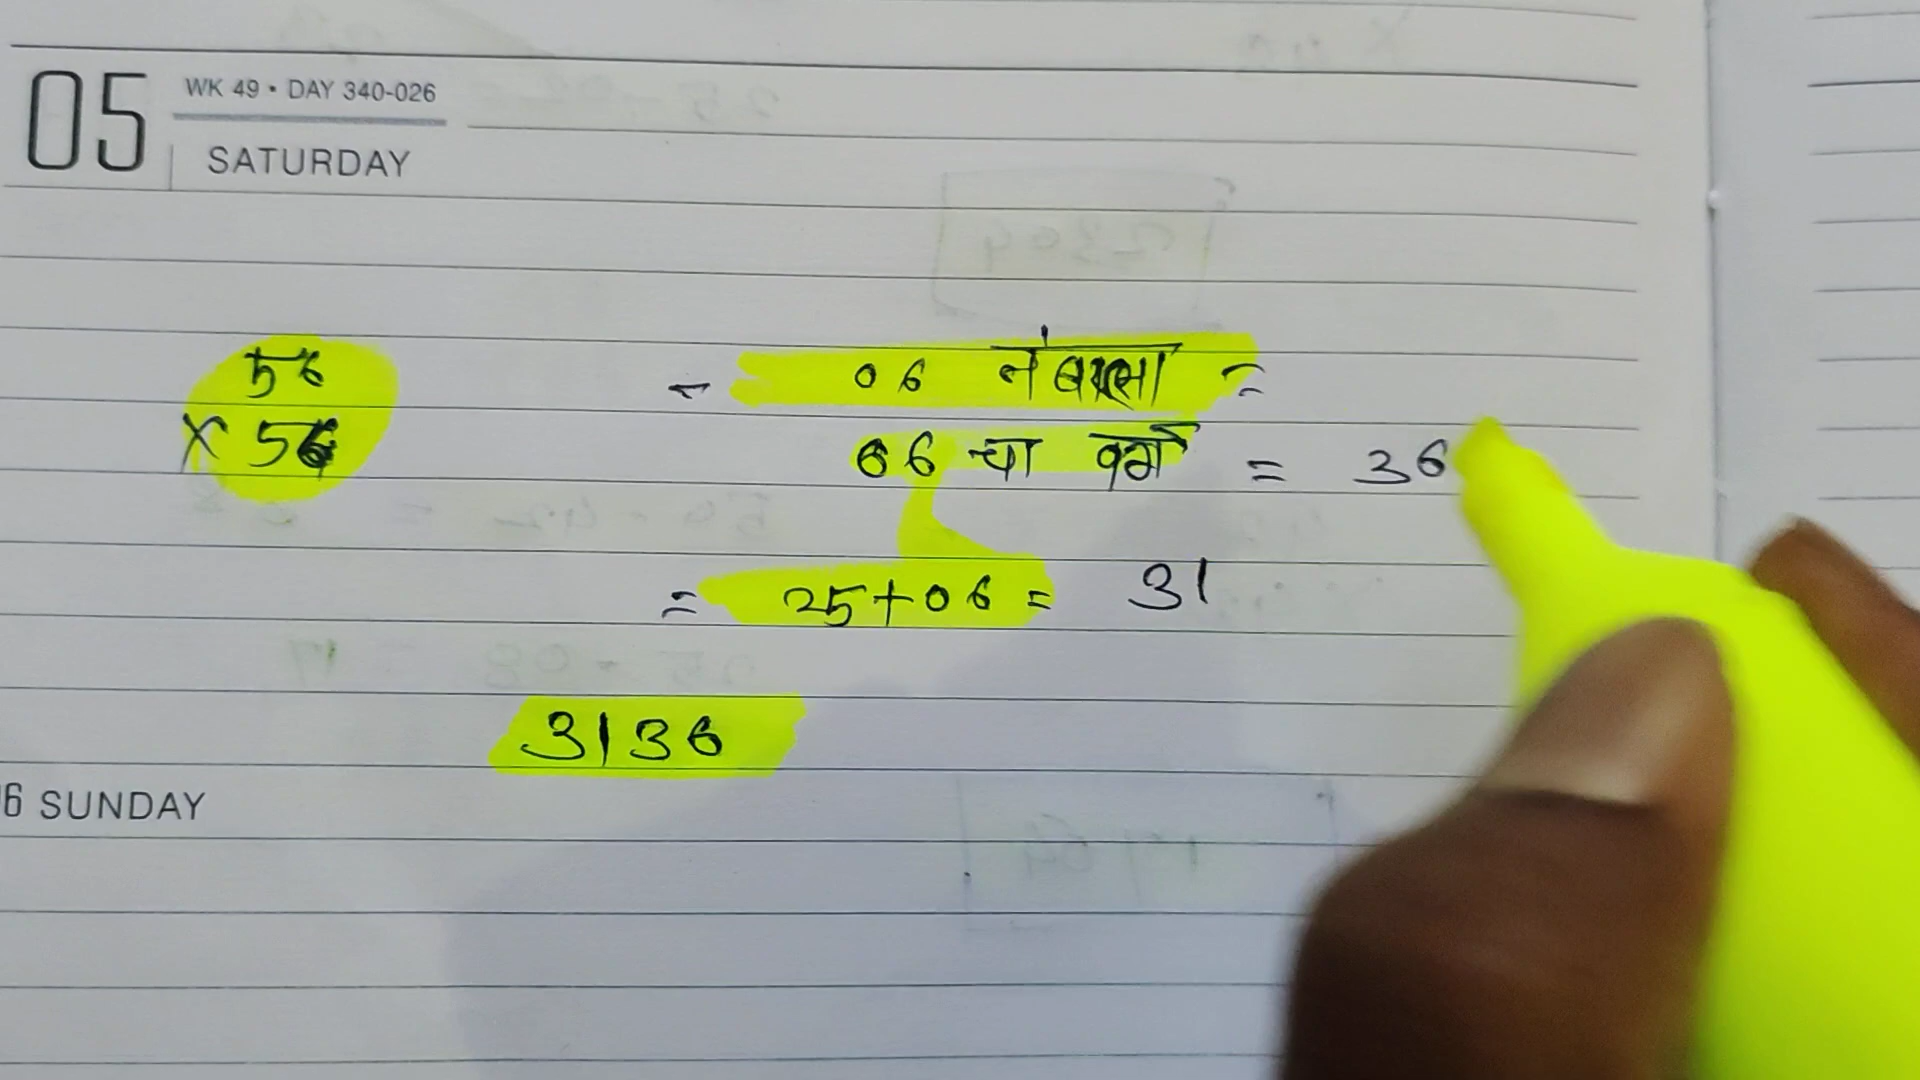 05
WK 49 • DAY 340-026
SATURDAY
56 - 06 =
X 56 06 चा वर्ग = 36
= 25+06 = 31
3136
6 SUNDAY